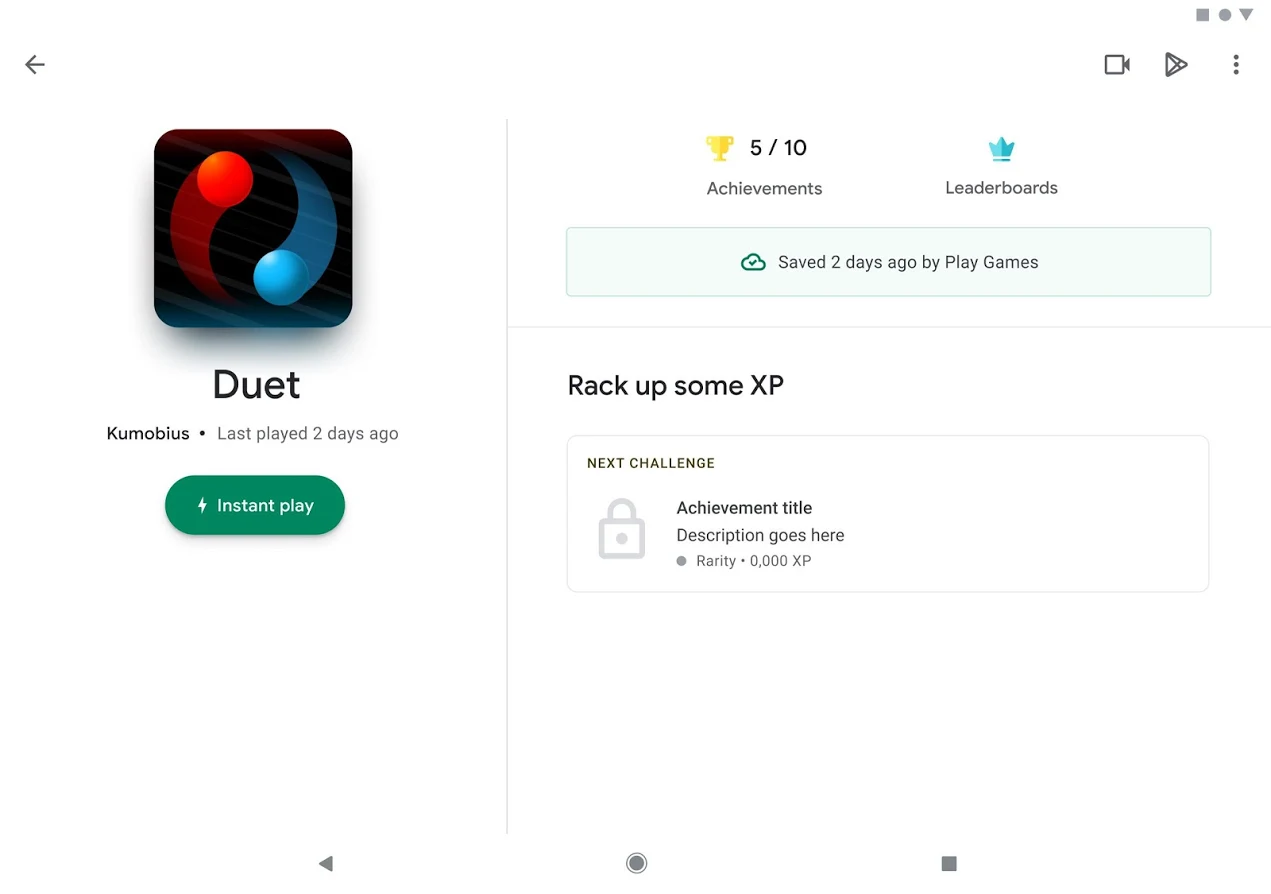 Duet
Kumobius • Last played 2 days ago
Instant play
5 / 10
Achievements
Leaderboards
Saved 2 days ago by Play Games
Rack up some XP
NEXT CHALLENGE
Achievement title
Description goes here
Rarity • 0,000 XP